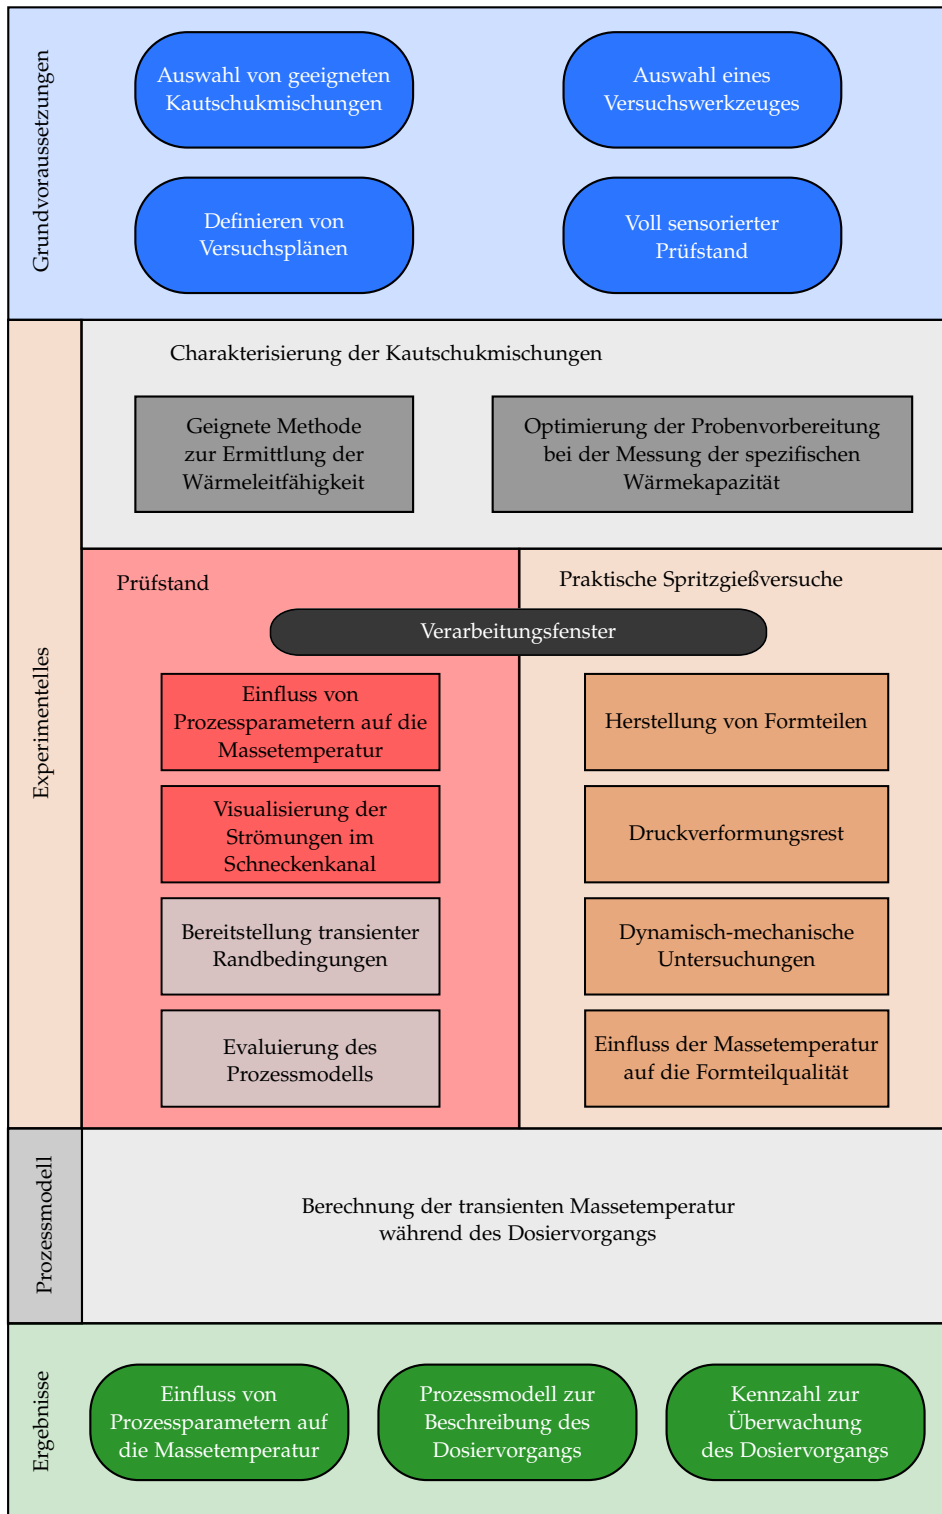 Grundvoraussetzungen
Auswahl von geeigneten
Kautschukmischungen
Auswahl eines
Versuchswerkzeuges
Definieren von
Versuchsplänen
Voll sensorierter
Prüfstand
Experimentelles
Charakterisierung der Kautschukmischungen
Geignete Methode
zur Ermittlung der
Wärmeleitfähigkeit
Optimierung der Probenvorbereitung
bei der Messung der spezifischen
Wärmekapazität
Prüfstand
Praktische Spritzgießversuche
Verarbeitungsfenster
Einfluss von
Prozessparametern auf die
Massetemperatur
Visualisierung der
Strömungen im
Schneckenkanal
Bereitstellung transienter
Randbedingungen
Evaluierung des
Prozessmodells
Herstellung von Formteilen
Druckverformungsrest
Dynamisch-mechanische
Untersuchungen
Einfluss der Massetemperatur
auf die Formteilqualität
Prozessmodell
Berechnung der transienten Massetemperatur
während des Dosiervorgangs
Ergebnisse
Einfluss von
Prozessparametern auf
die Massetemperatur
Prozessmodell zur
Beschreibung des
Dosiervorgangs
Kennzahl zur
Überwachung
des Dosiervorgangs